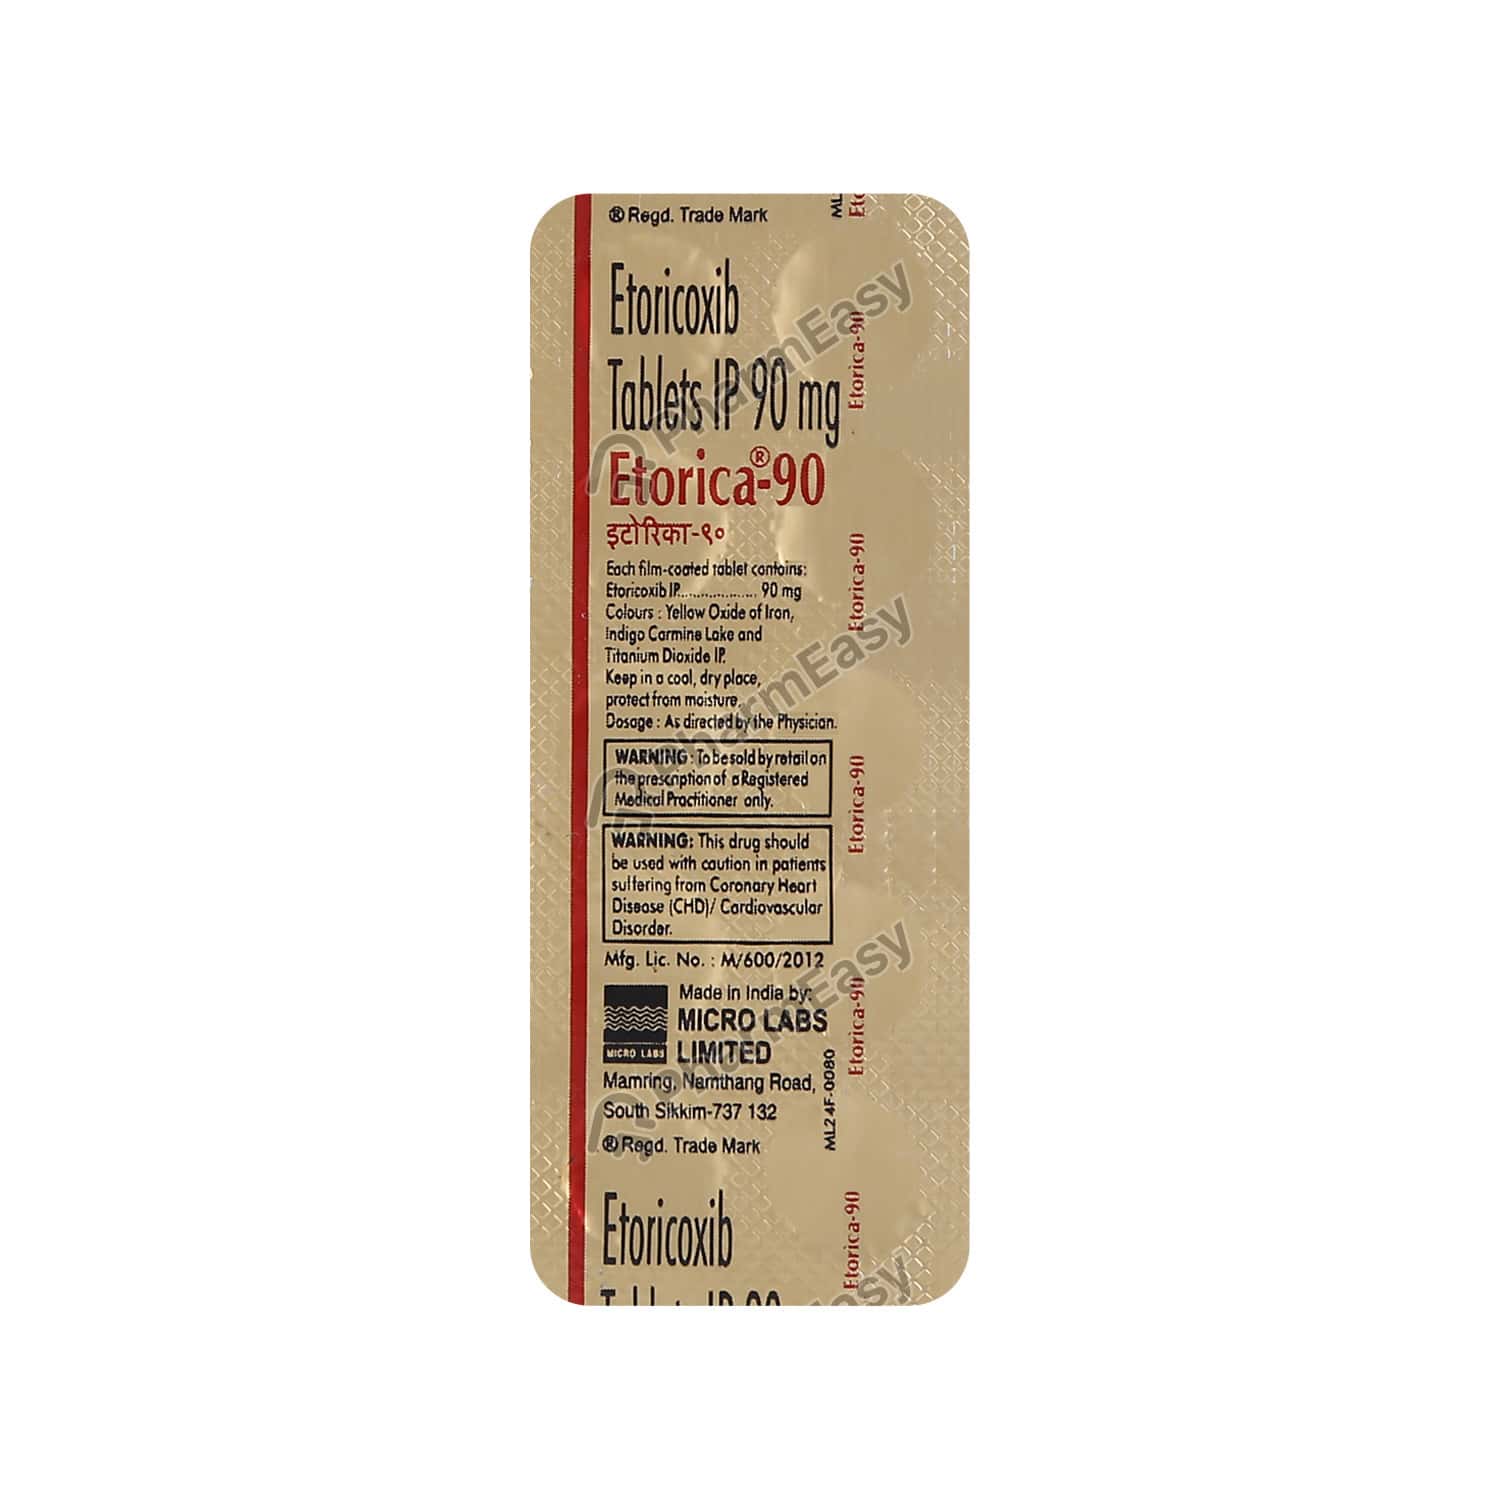 ® Regd. Trade Mark
Etoricoxib
Tablets IP 90 mg
Etorica®-90
इटोरिका-९०
Each film-coated tablet contains:
Etoricoxib IP.................. 90 mg
Colours : Yellow Oxide of Iron,
Indigo Carmine Lake and
Titanium Dioxide IP.
Keep in a cool, dry place,
protect from moisture.
Dosage : As directed by the Physician.
WARNING : To be sold by retail on
the prescription of a Registered
Medical Practitioner only.
WARNING: This drug should
be used with caution in patients
suffering from Coronary Heart
Disease (CHD)/ Cardiovascular
Disorder.
Mfg. Lic. No. : M/600/2012
MICRO LABS
Made in India by:
MICRO LABS
LIMITED
Mamring, Namthang Road,
South Sikkim-737 132
® Regd. Trade Mark
Etoricoxib
Tablets IP 90
ML
Eto
Etorica-90
Etorica-90
Etorica-90
Etorica-90
Etorica-90
ML24F-0080
PharmEasy
PharmEasy
PharmEasy
asy